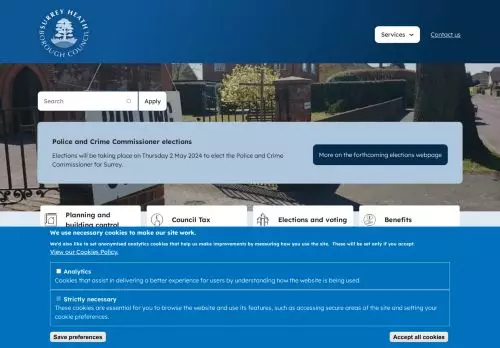 SURREY HEATH
BOROUGH COUNCIL
Services
Contact us
Search
Apply
Police and Crime Commissioner elections
Elections will be taking place on Thursday 2 May 2024 to elect the Police and Crime
Commissioner for Surrey.
More on the forthcoming elections webpage
Planning and
building control
Council Tax
Elections and voting
Benefits
We use necessary cookies to make our site work.
We'd also like to set anonymised analytics cookies that help us make improvements by measuring how you use the site. These will be set only if you accept.
View our Cookies Policy.
Analytics
Cookies that assist in delivering a better experience for users by understanding how the website is being used.
Strictly necessary
These cookies are essential for you to browse the website and use its features, such as accessing secure areas of the site and setting your
cookie preferences.
Save preferences
Accept all cookies